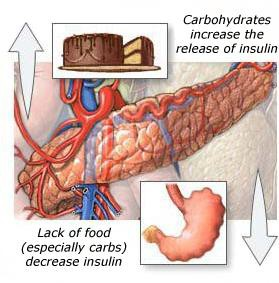 Carbohydrates
increase the
release of insulin
Lack of food
(especially carbs)
decrease insulin